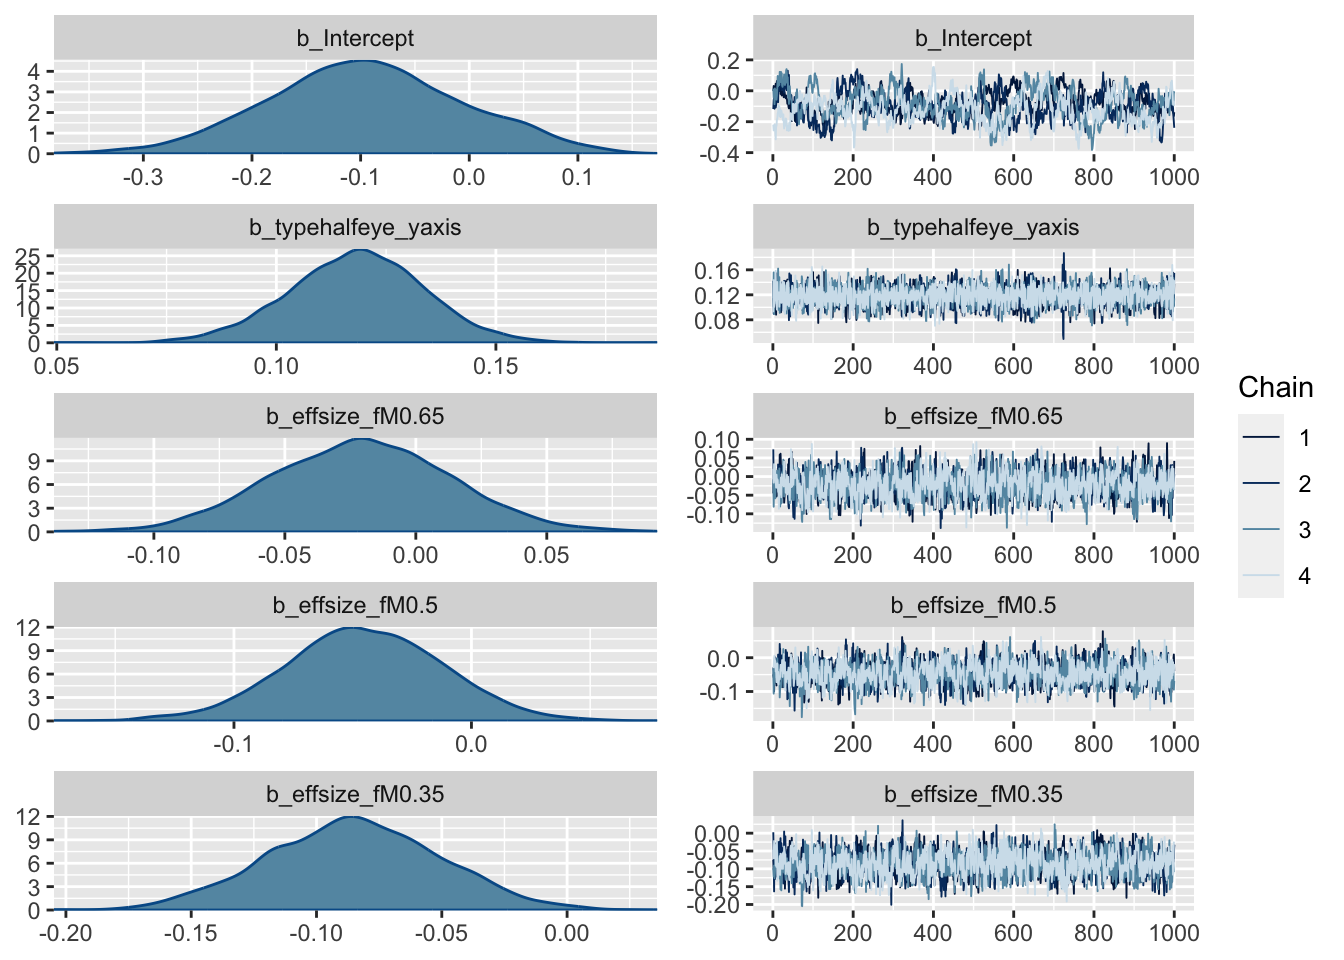 b_Intercept
4
3
2
1
0
-0.3 -0.2 -0.1 0.0 0.1
b_Intercept
0.2
0.0
-0.2
-0.4
0 200 400 600 800 1000
b_typehalfeye_yaxis
25
20
15
10
5
0
0.05 0.10 0.15
b_typehalfeye_yaxis
0.16
0.12
0.08
0 200 400 600 800 1000
b_effsize_fM0.65
9
6
3
0
-0.10 -0.05 0.00 0.05
b_effsize_fM0.65
0.10
0.05
0.00
-0.05
-0.10
0 200 400 600 800 1000
b_effsize_fM0.5
12
9
6
3
0
-0.1 0.0
b_effsize_fM0.5
0.0
-0.1
0 200 400 600 800 1000
b_effsize_fM0.35
12
9
6
3
0
-0.20 -0.15 -0.10 -0.05 0.00
b_effsize_fM0.35
0.00
-0.05
-0.10
-0.15
-0.20
0 200 400 600 800 1000
Chain
1
2
3
4